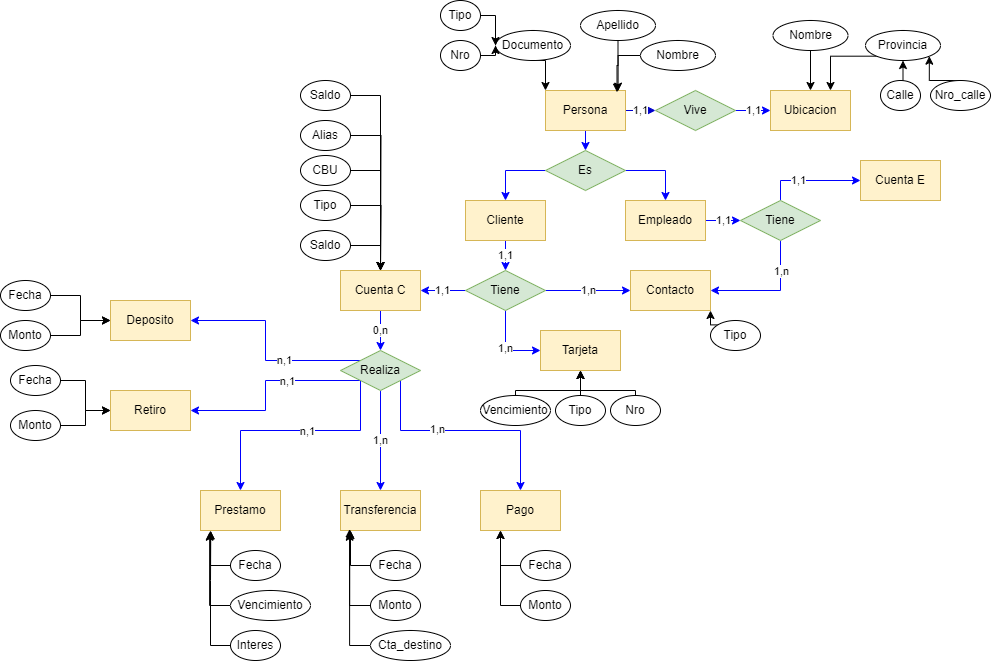 Tipo
Apellido
Nro
Documento
Nombre
Nombre
Provincia
Calle
Nro_calle
Persona
1,1
Vive
1,1
Ubicacion
Saldo
Alias
CBU
Tipo
Saldo
Es
Cliente
Empleado
1,1
Tiene
1,1
Cuenta E
1,n
1,1
Cuenta C
1,1
Tiene
1,n
Contacto
Tipo
1,n
Tarjeta
Vencimiento
Tipo
Nro
Fecha
Monto
Deposito
Fecha
Monto
Retiro
0,n
Realiza
n,1
n,1
n,1
1,n
1,n
Prestamo
Transferencia
Pago
Fecha
Vencimiento
Interes
Fecha
Monto
Cta_destino
Fecha
Monto